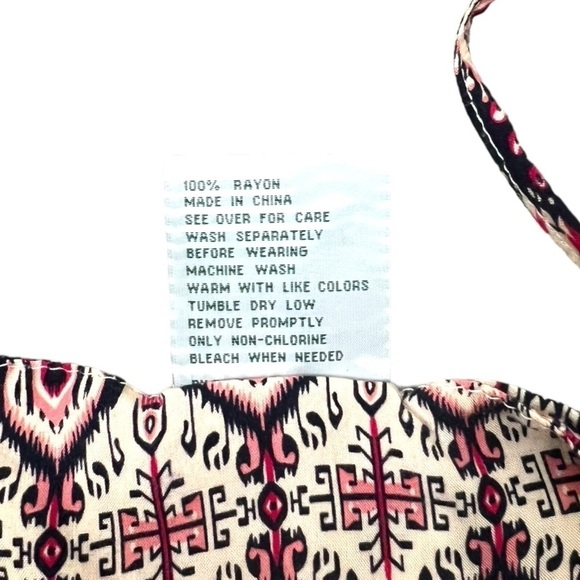 100% RAYON
MADE IN CHINA
SEE OVER FOR CARE
WASH SEPARATELY
BEFORE WEARING
MACHINE WASH
WARM WITH LIKE COLORS
TUMBLE DRY LOW
REMOVE PROMPTLY
ONLY NON-CHLORINE
BLEACH WHEN NEEDED